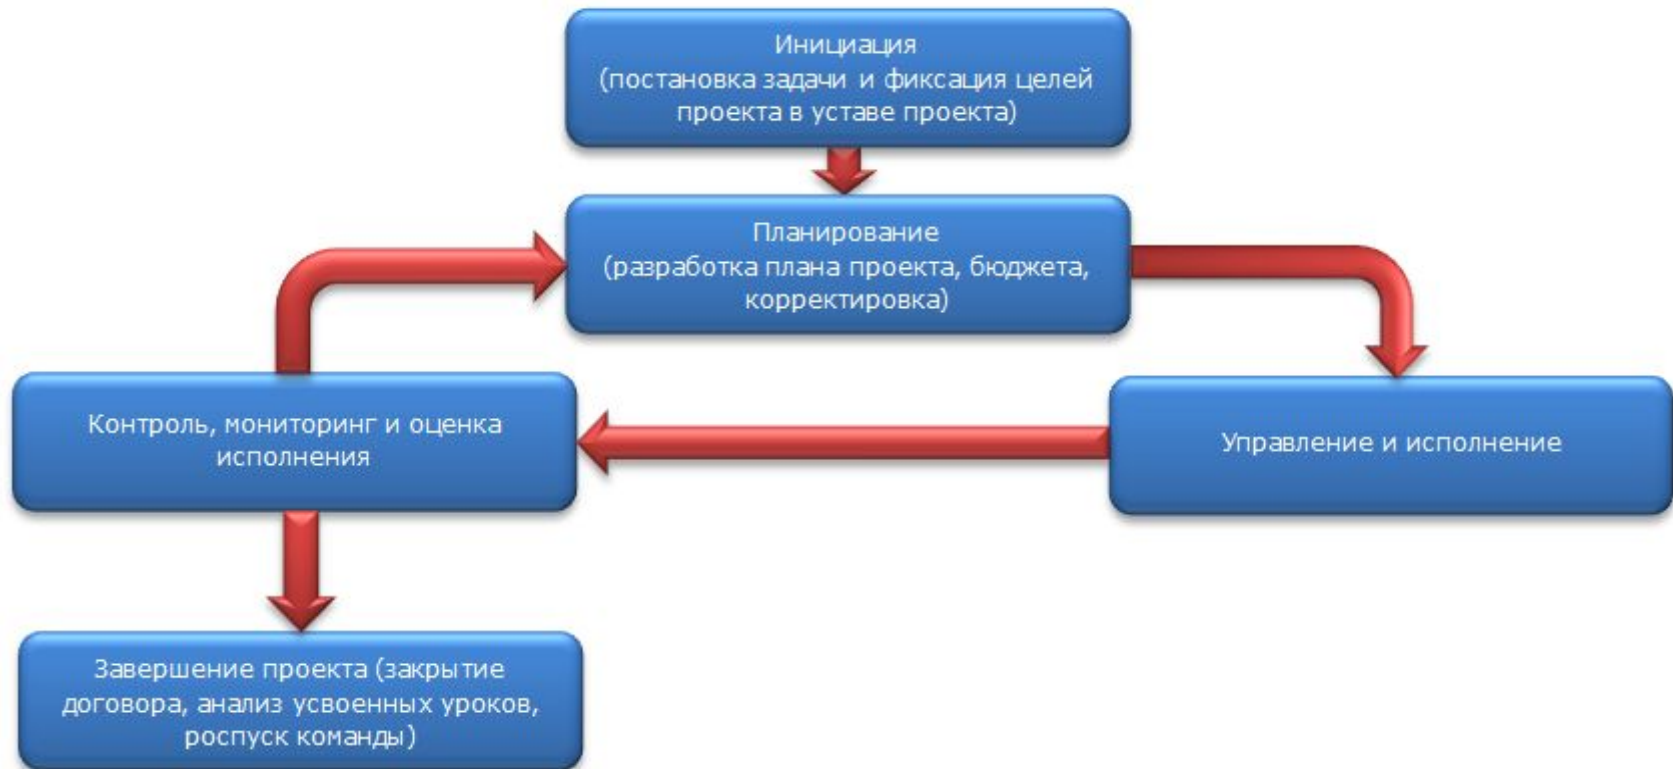 Инициация
(постановка задачи и фиксация целей
проекта в уставе проекта)
Планирование
(разработка плана проекта, бюджета,
корректировка)
Контроль, мониторинг и оценка
исполнения
Управление и исполнение
Завершение проекта (закрытие
договора, анализ усвоенных уроков,
роспуск команды)